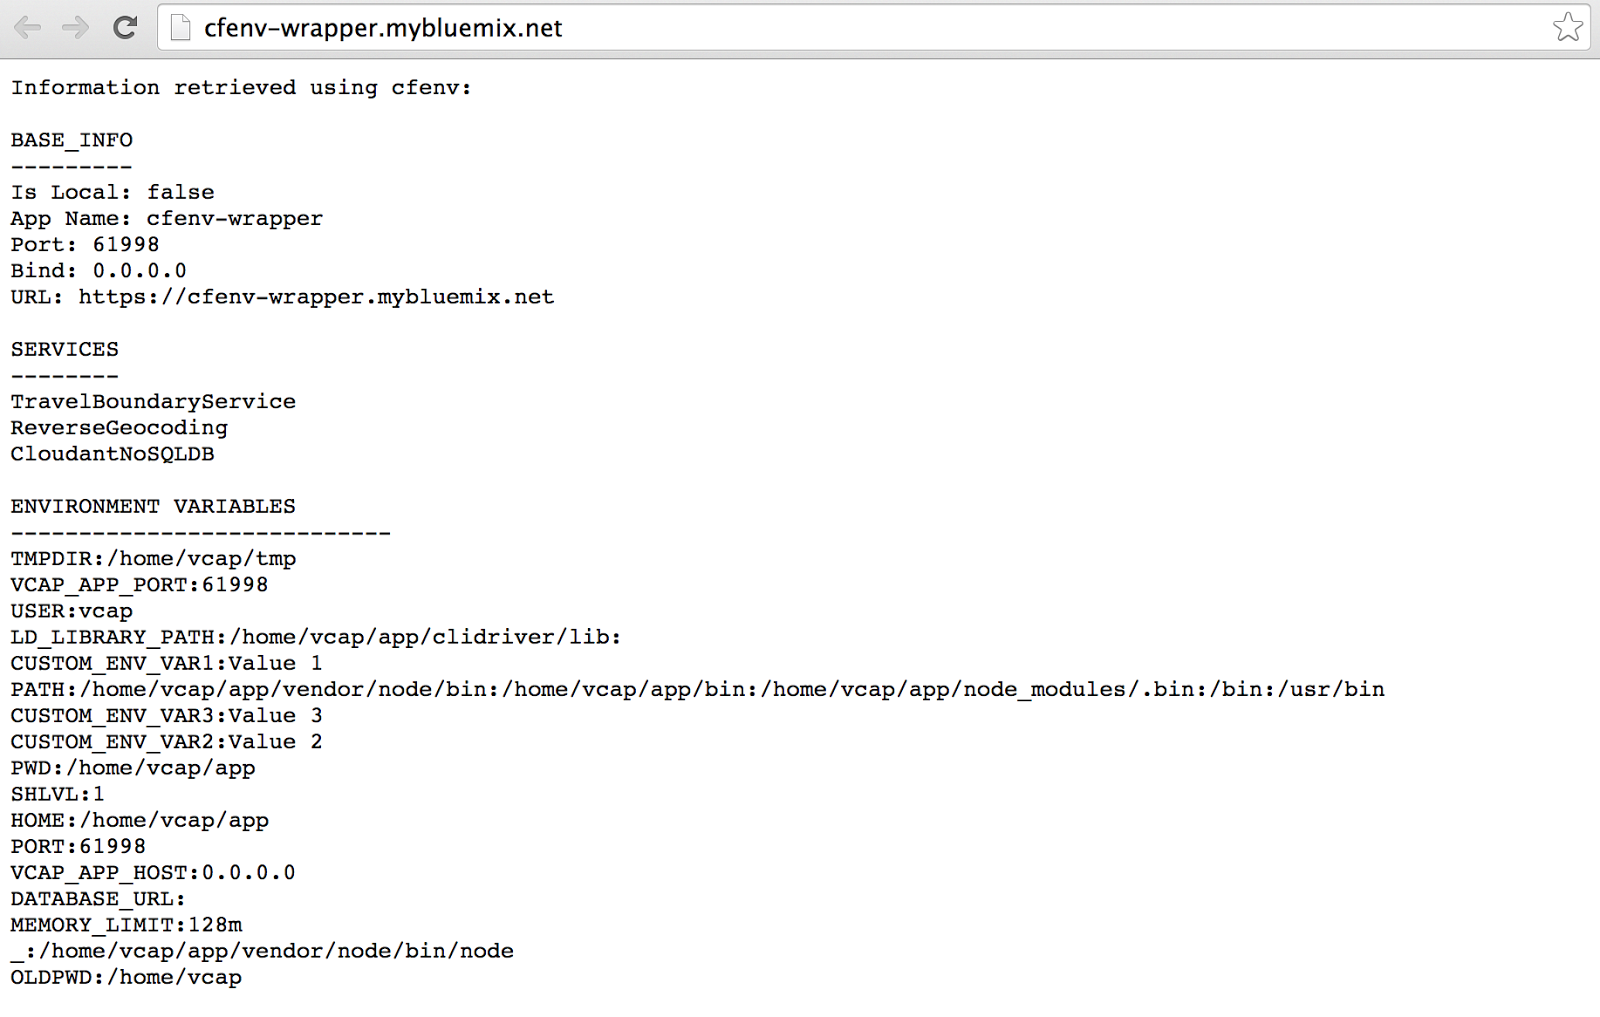 cfenv-wrapper.mybluemix.net
Information retrieved using cfenv:
BASE_INFO
---------
Is Local: false
App Name: cfenv-wrapper
Port: 61998
Bind: 0.0.0.0
URL: https://cfenv-wrapper.mybluemix.net
SERVICES
--------
TravelBoundaryService
ReverseGeocoding
CloudantNoSQLDB
ENVIRONMENT VARIABLES
----------------------------
TMPDIR:/home/vcap/tmp
VCAP_APP_PORT:61998
USER:vcap
LD_LIBRARY_PATH:/home/vcap/app/clidriver/lib:
CUSTOM_ENV_VAR1:Value 1
PATH:/home/vcap/app/vendor/node/bin:/home/vcap/app/bin:/home/vcap/app/node_modules/.bin:/bin:/usr/bin
CUSTOM_ENV_VAR3:Value 3
CUSTOM_ENV_VAR2:Value 2
PWD:/home/vcap/app
SHLVL:1
HOME:/home/vcap/app
PORT:61998
VCAP_APP_HOST:0.0.0.0
DATABASE_URL:
MEMORY_LIMIT:128m
_:/home/vcap/app/vendor/node/bin/node
OLDPWD:/home/vcap